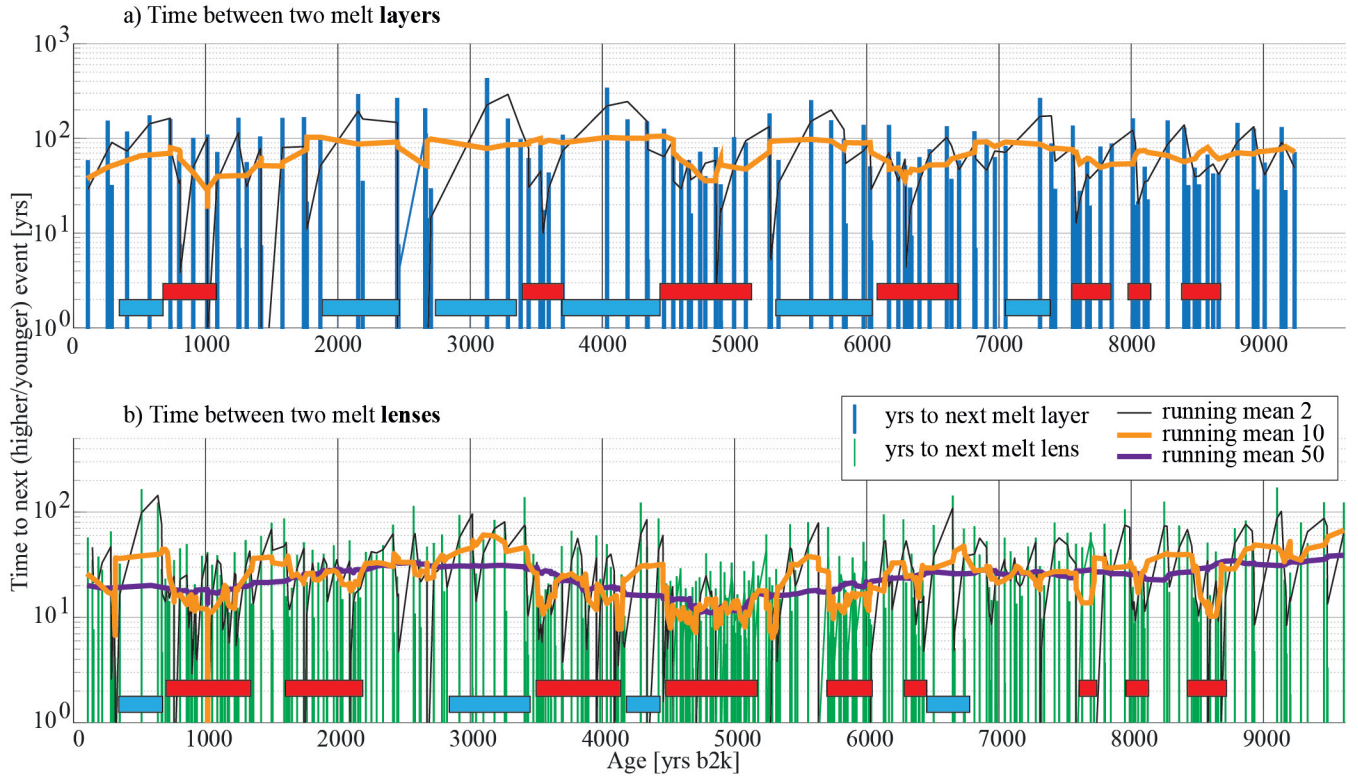 a) Time between two melt layers
10³
10²
10¹
10⁰
0 1000 2000 3000 4000 5000 6000 7000 8000 9000
Time to next (higher/younger) event [yrs]
b) Time between two melt lenses
yrs to next melt layer
yrs to next melt lens
running mean 2
running mean 10
running mean 50
10²
10¹
10⁰
0 1000 2000 3000 4000 5000 6000 7000 8000 9000
Age [yrs b2k]